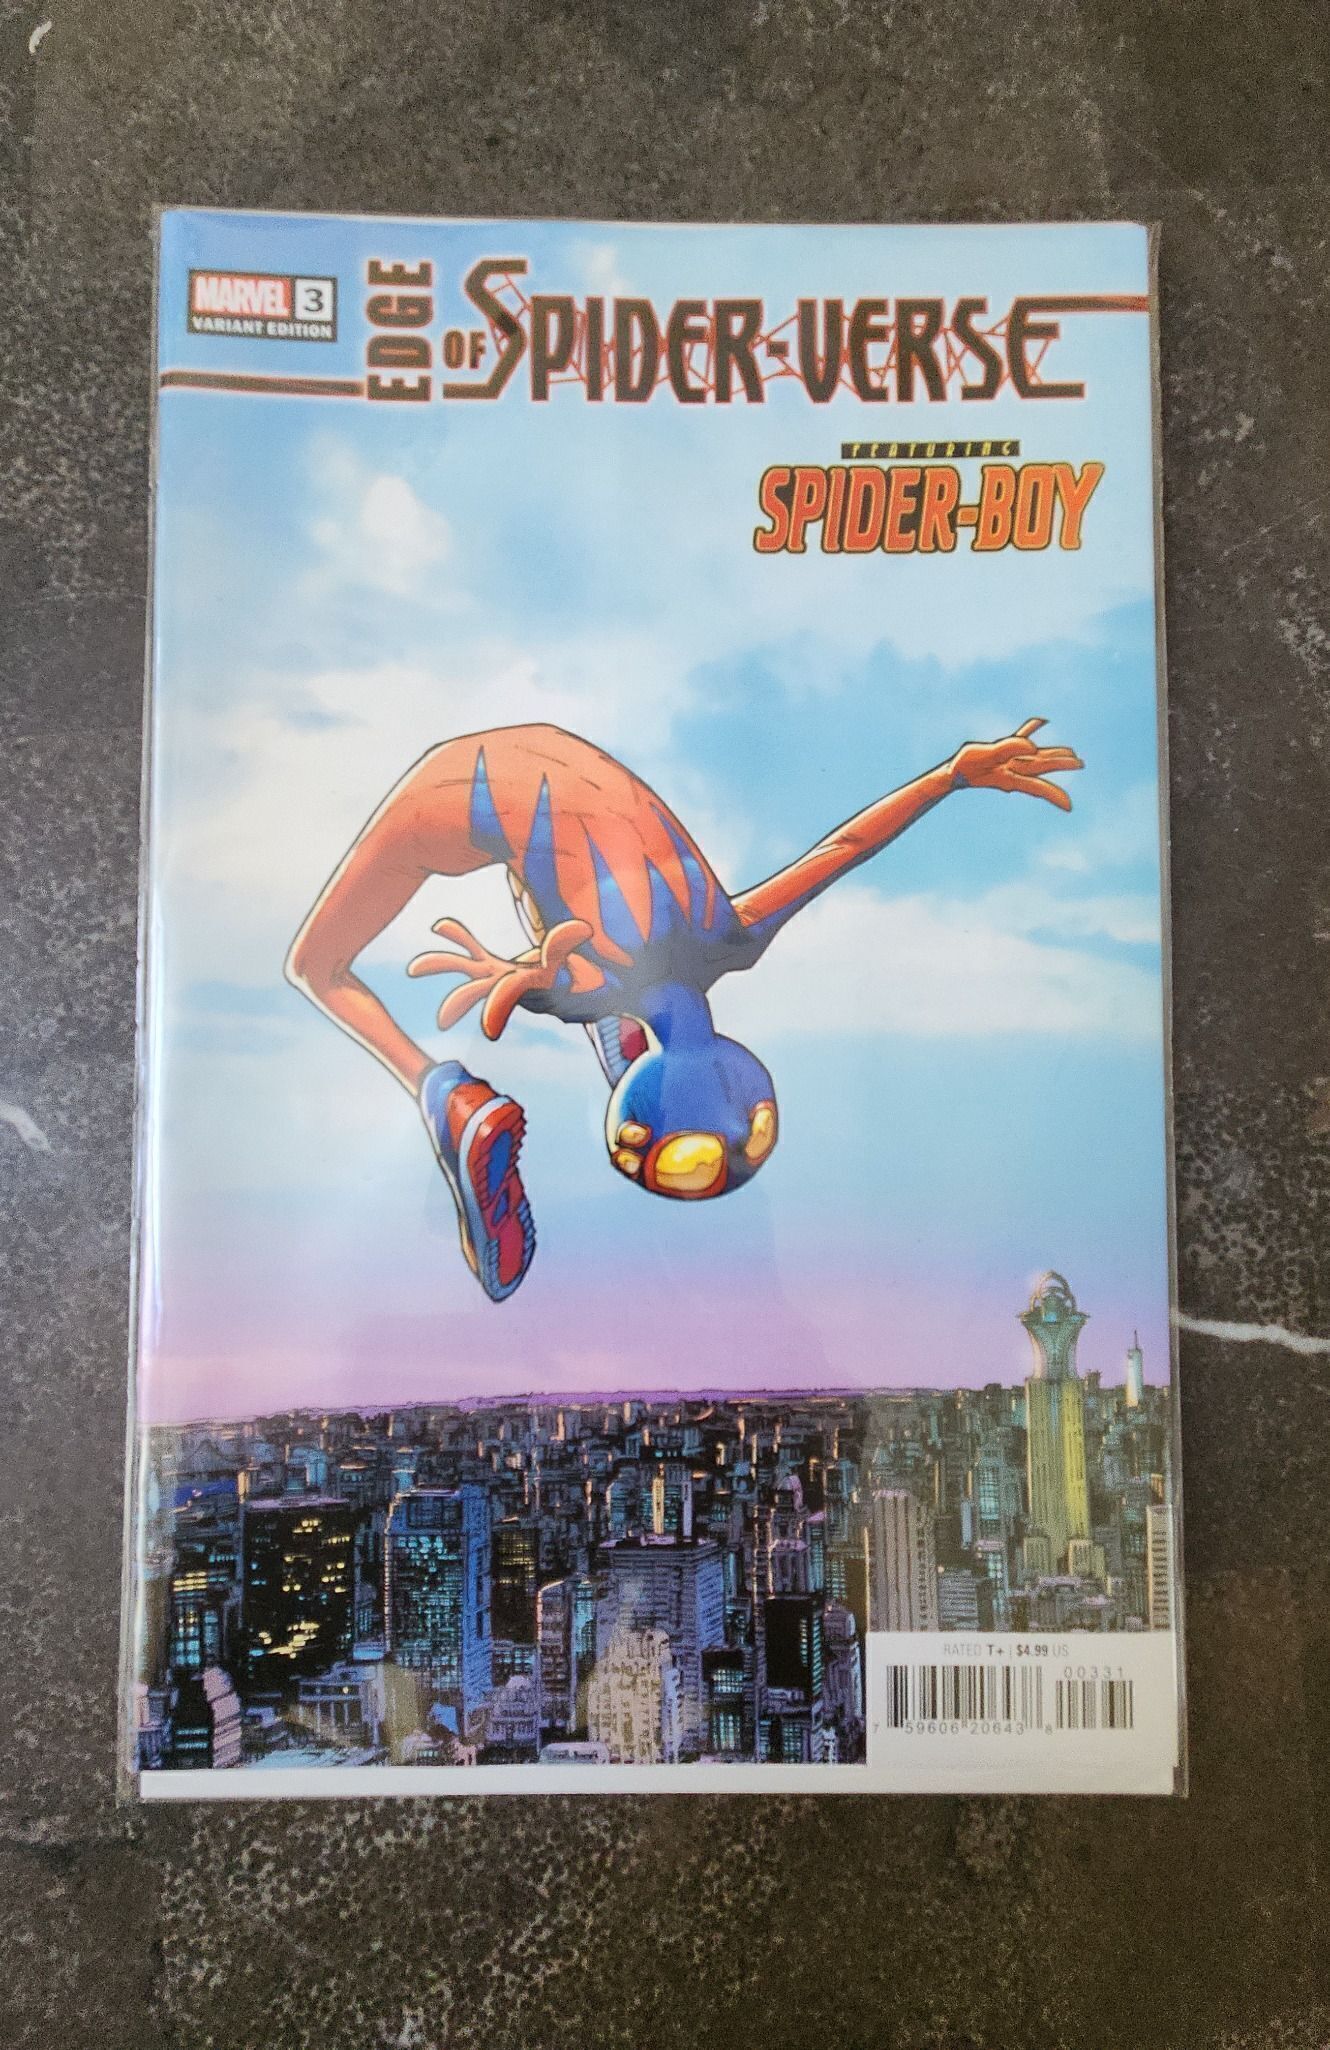 MARVEL 3
VARIANT EDITION
EDGE
OF SPIDER-VERSE
FEATURING
SPIDER-BOY
RATED T+ | $4.99 US
00331
7 59606 20643 8